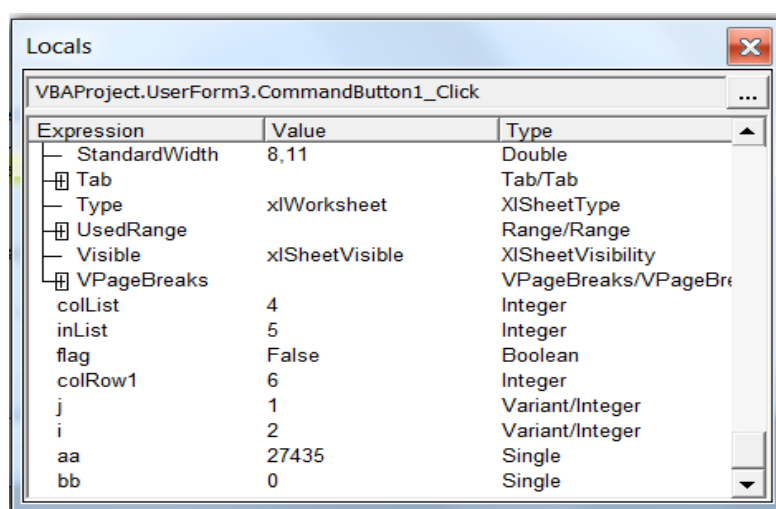 Locals
VBAProject.UserForm3.CommandButton1_Click ...
Expression Value Type
StandardWidth 8,11 Double
Tab Tab/Tab
Type xlWorksheet XlSheetType
UsedRange Range/Range
Visible xlSheetVisible XlSheetVisibility
VPageBreaks VPageBreaks/VPageBre
colList 4 Integer
inList 5 Integer
flag False Boolean
colRow1 6 Integer
j 1 Variant/Integer
i 2 Variant/Integer
aa 27435 Single
bb 0 Single